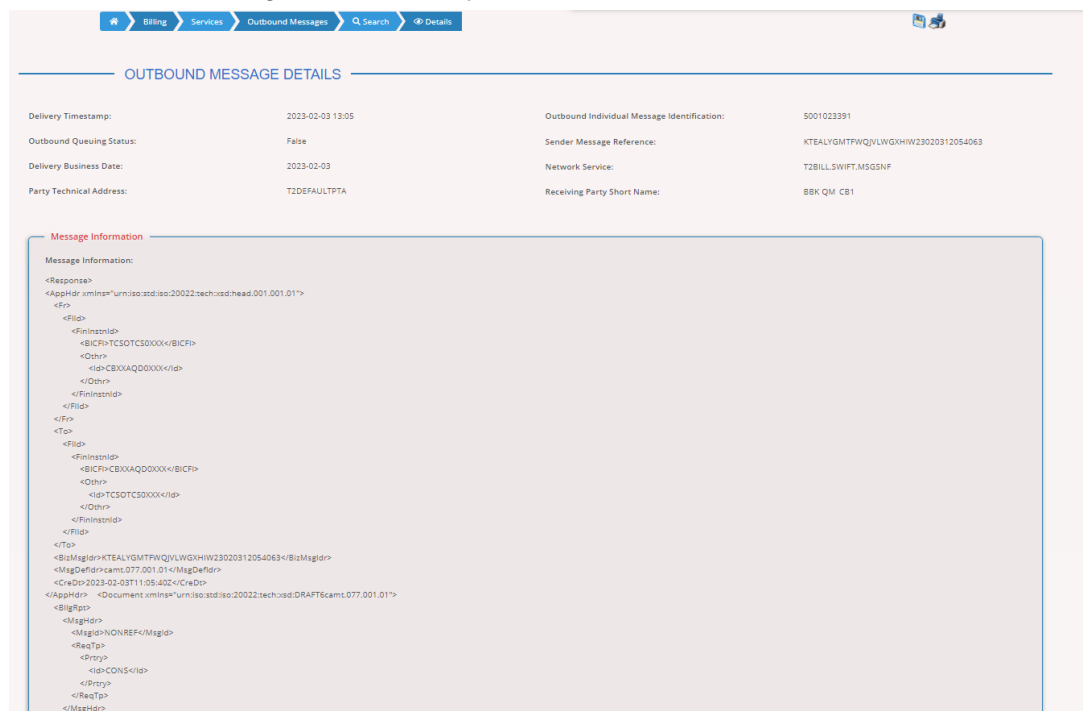 Billing Services Outbound Messages Search Details
OUTBOUND MESSAGE DETAILS
Delivery Timestamp: 2023-02-03 13:05 Outbound Individual Message Identification: 5001023391
Outbound Queuing Status: False Sender Message Reference: KTEALYGMTFWQJVLWGXHIW23020312054063
Delivery Business Date: 2023-02-03 Network Service: T2BILL.SWIFT.MSGSNF
Party Technical Address: T2DEFAULTPTA Receiving Party Short Name: BBK QM CB1
Message Information
Message Information:
<Response>
<AppHdr xmlns="urn:iso:std:iso:20022:tech:xsd:head.001.001.01">
<Fr>
<FIId>
<FinInstnId>
<BICFI>TCSOTCS0XXX</BICFI>
<Othr>
<Id>CBXXAQD0XXX</Id>
</Othr>
</FinInstnId>
</FIId>
</Fr>
<To>
<FIId>
<FinInstnId>
<BICFI>CBXXAQD0XXX</BICFI>
<Othr>
<Id>TCSOTCS0XXX</Id>
</Othr>
</FinInstnId>
</FIId>
</To>
<BizMsgIdr>KTEALYGMTFWQJVLWGXHIW23020312054063</BizMsgIdr>
<MsgDefIdr>camt.077.001.01</MsgDefIdr>
<CreDt>2023-02-03T11:05:40Z</CreDt>
</AppHdr> <Document xmlns="urn:iso:std:iso:20022:tech:xsd:DRAFT6camt.077.001.01">
<BllgRpt>
<MsgHdr>
<MsgId>NONREF</MsgId>
<ReqTp>
<Prtry>
<Id>CONS</Id>
</Prtry>
</ReqTp>
</MsgHdr>